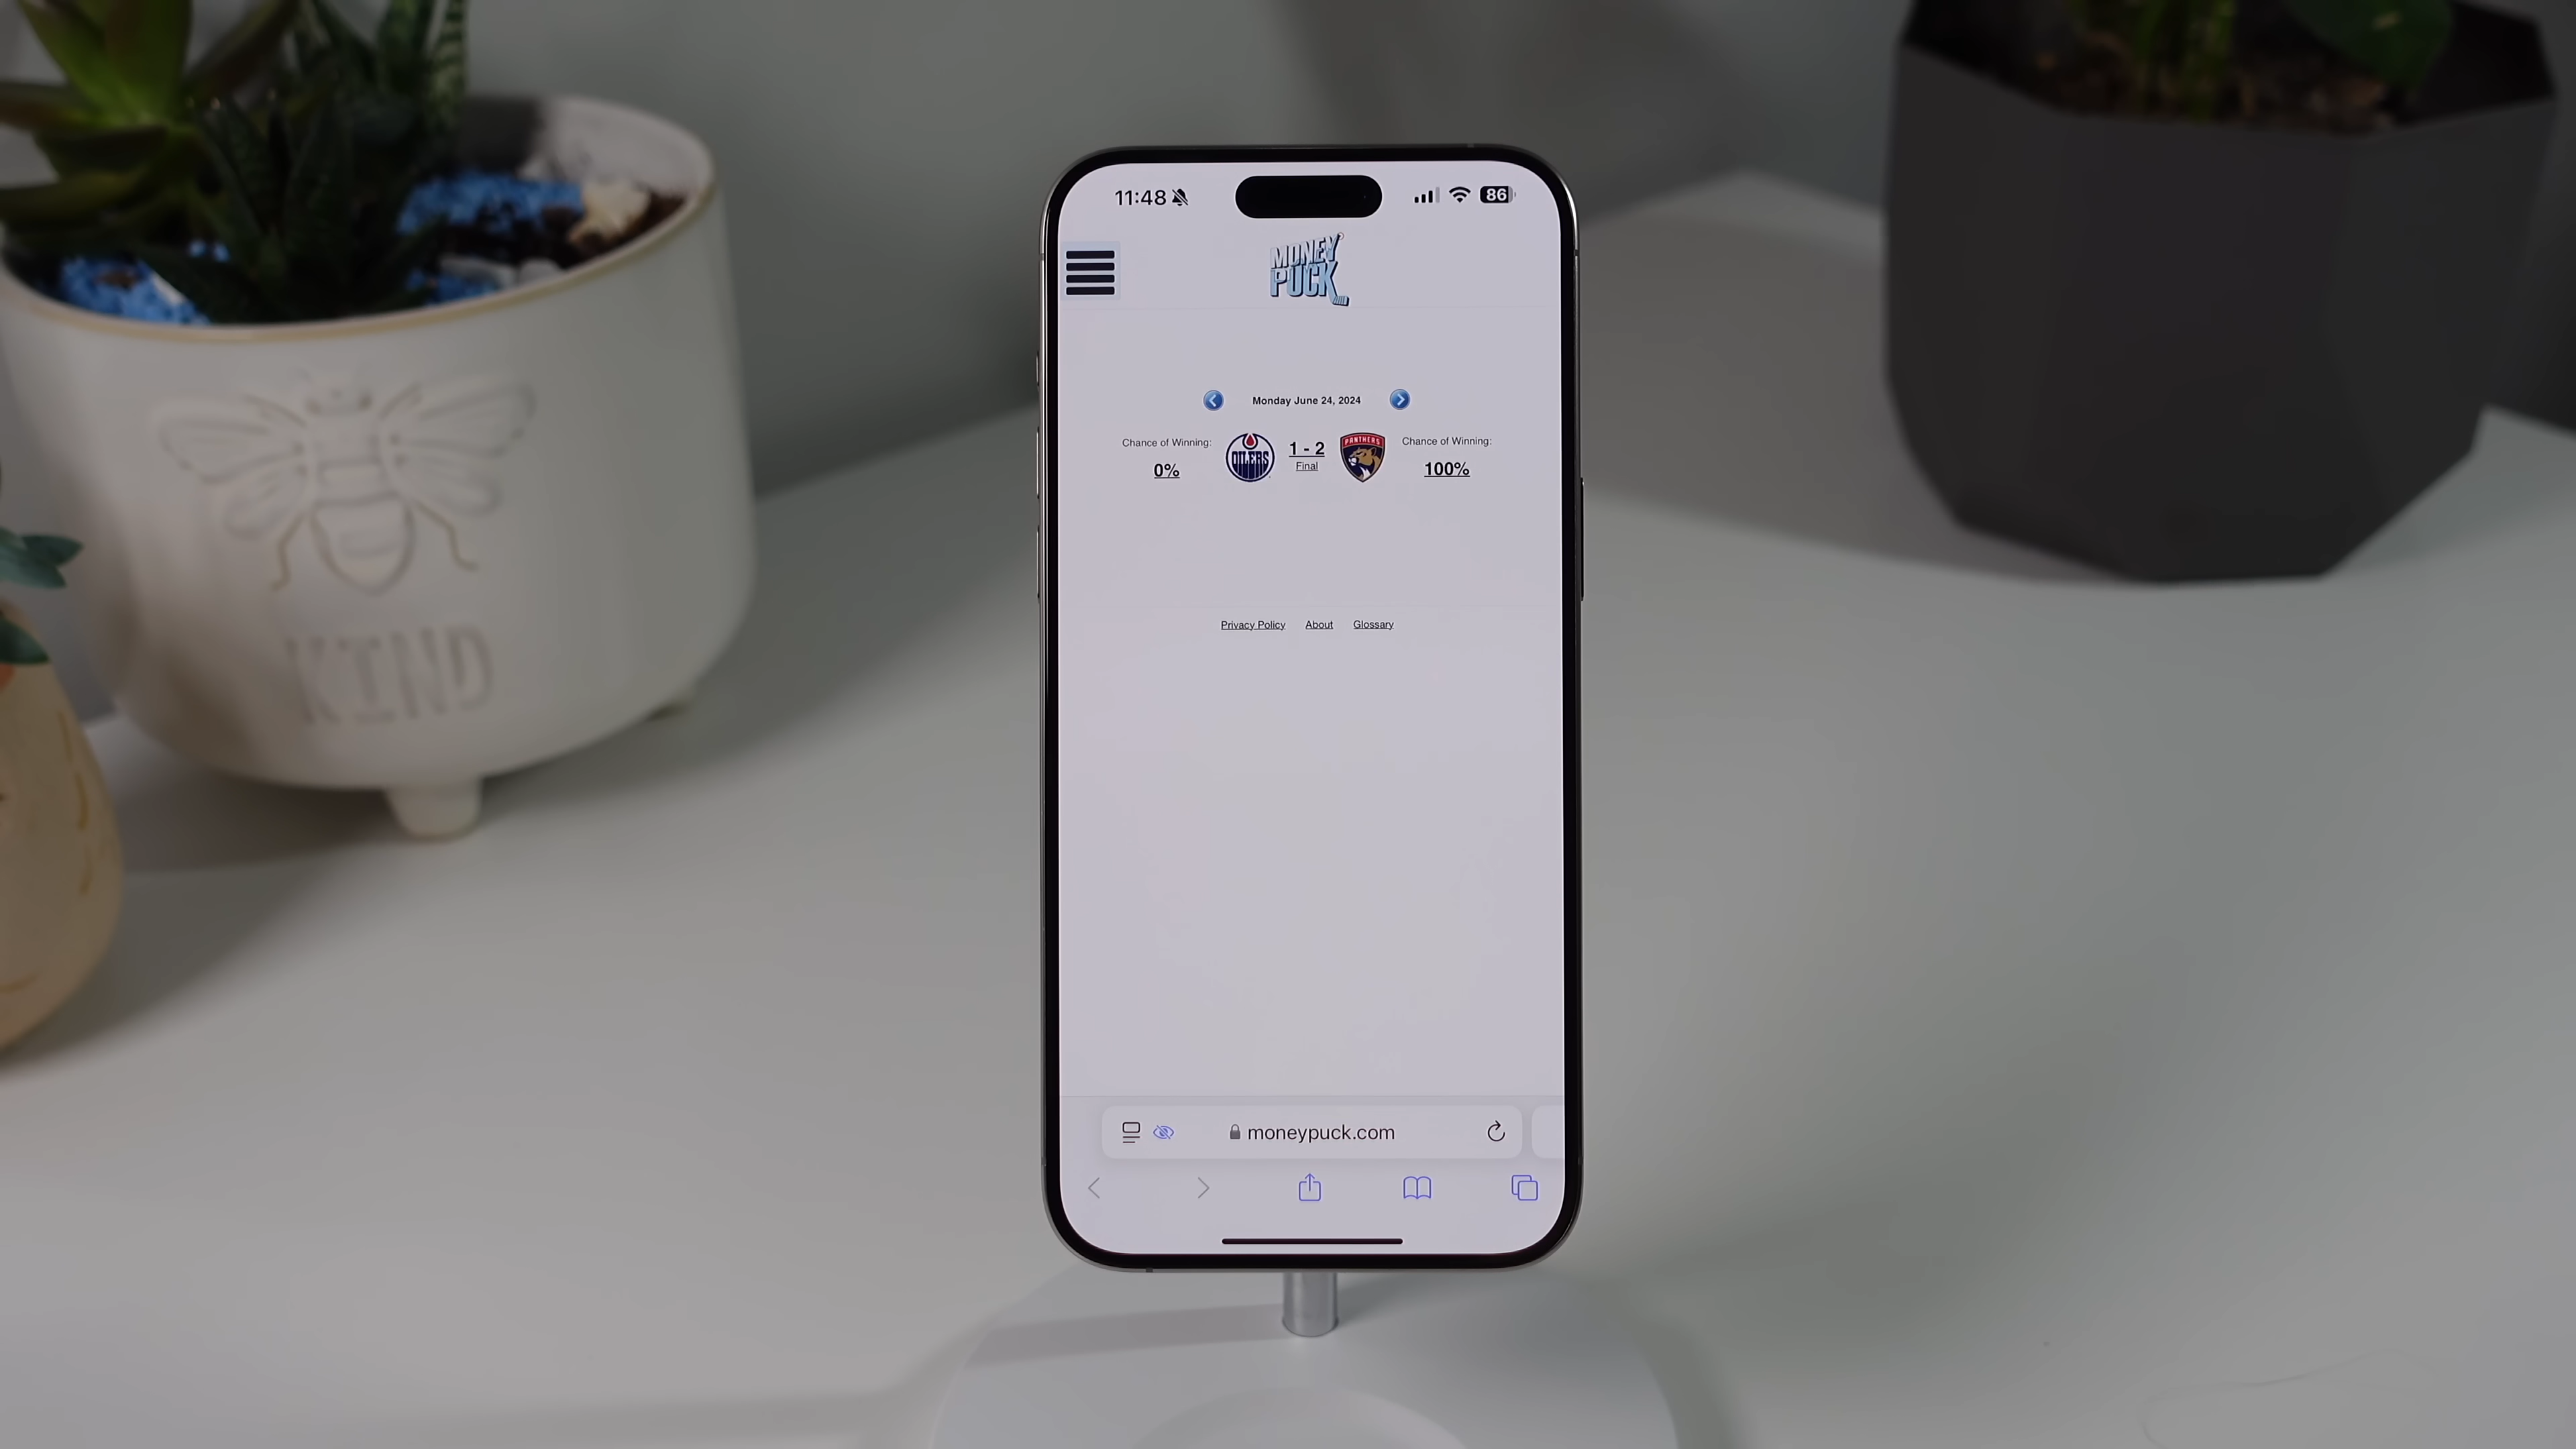 11:48
86
MONEY
PUCK
Monday June 24, 2024
Chance of Winning:
0%
OILERS
1 - 2
Final
PANTHERS
Chance of Winning:
100%
Privacy Policy About Glossary
moneypuck.com
KIND